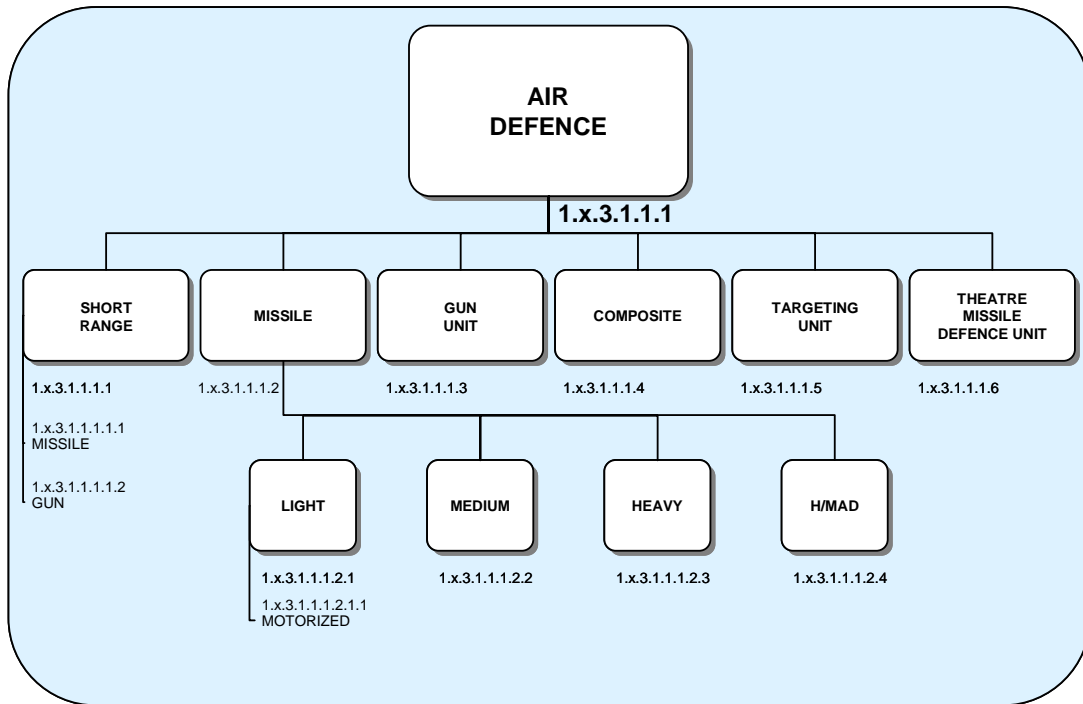 AIR
DEFENCE
1.x.3.1.1.1
SHORT
RANGE
MISSILE
GUN
UNIT
COMPOSITE
TARGETING
UNIT
THEATRE
MISSILE
DEFENCE UNIT
1.x.3.1.1.1.1
1.x.3.1.1.1.2
1.x.3.1.1.1.3
1.x.3.1.1.1.4
1.x.3.1.1.1.5
1.x.3.1.1.1.6
1.x.3.1.1.1.1.1
MISSILE
1.x.3.1.1.1.1.2
GUN
LIGHT
MEDIUM
HEAVY
H/MAD
1.x.3.1.1.1.2.1
1.x.3.1.1.1.2.2
1.x.3.1.1.1.2.3
1.x.3.1.1.1.2.4
1.x.3.1.1.1.2.1.1
MOTORIZED